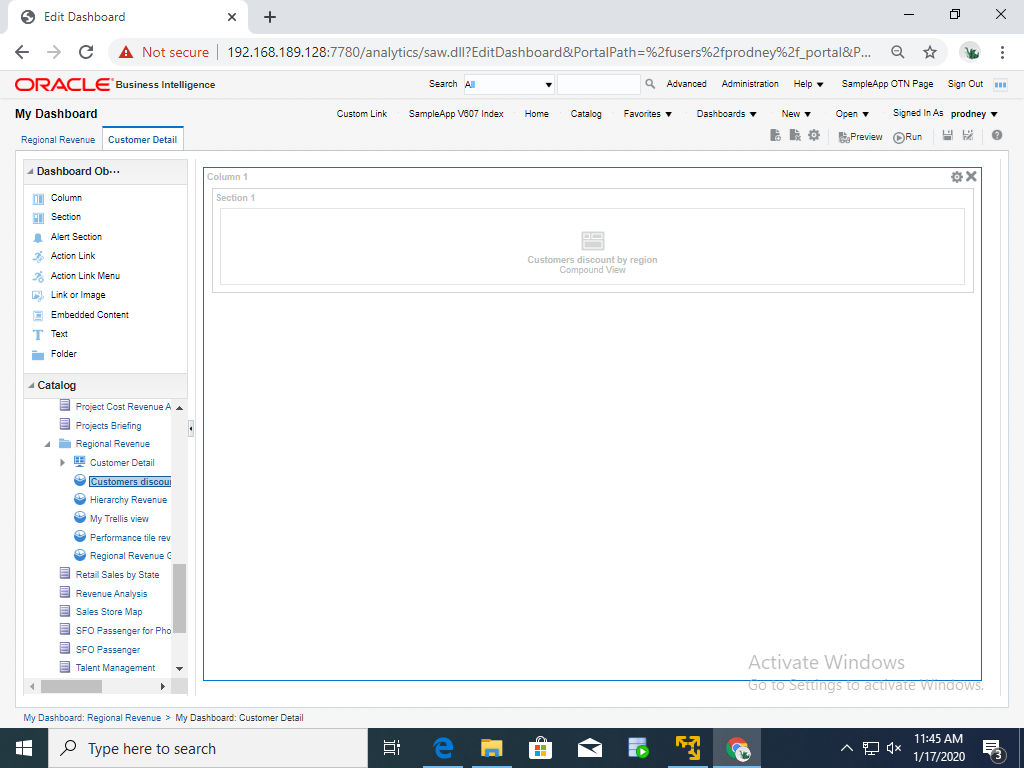 Edit Dashboard
Not secure
192.168.189.128:7780/analytics/saw.dll?EditDashboard&PortalPath=%2fusers%2fprodney%2f_portal&P...
ORACLE Business Intelligence
Search All
Advanced Administration Help SampleApp OTN Page Sign Out
My Dashboard
Custom Link SampleApp V607 Index Home Catalog Favorites Dashboards New Open Signed In As prodney
Regional Revenue Customer Detail
Preview Run
Dashboard Ob...
Column
Section
Alert Section
Action Link
Action Link Menu
Link or Image
Embedded Content
Text
Folder
Catalog
Project Cost Revenue A
Projects Briefing
Regional Revenue
Customer Detail
Customers discou
Hierarchy Revenue
My Trellis view
Performance tile rev
Regional Revenue G
Retail Sales by State
Revenue Analysis
Sales Store Map
SFO Passenger for Pho
SFO Passenger
Talent Management
Column 1
Section 1
Customers discount by region
Compound View
Activate Windows
Go to Settings to activate Windows.
My Dashboard: Regional Revenue > My Dashboard: Customer Detail
Type here to search
11:45 AM
1/17/2020
3